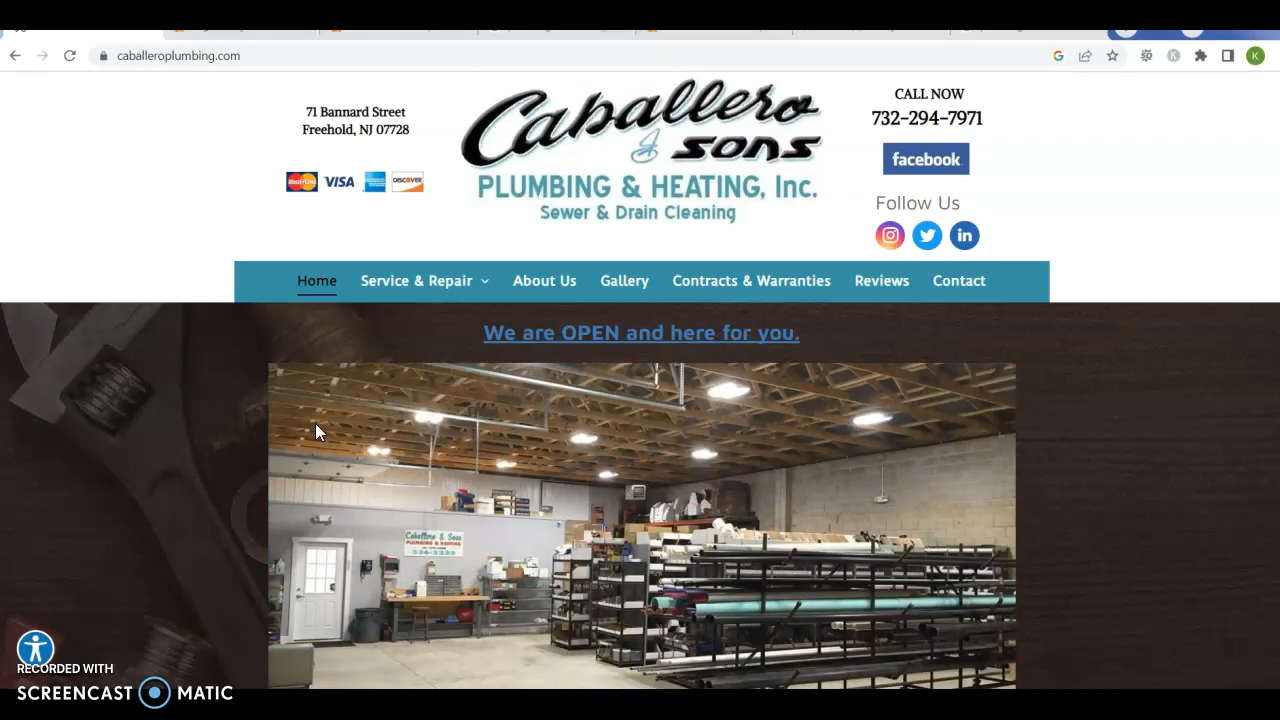 caballeroplumbing.com
K
71 Bannard Street
Freehold, NJ 07728
MasterCard
VISA
DISCOVER
Caballero
& sons
PLUMBING & HEATING, Inc.
Sewer & Drain Cleaning
CALL NOW
732-294-7971
facebook
Follow Us
in
Home
Service & Repair
About Us
Gallery
Contracts & Warranties
Reviews
Contact
We are OPEN and here for you.
Caballero & Sons
PLUMBING & HEATING
RECORDED WITH
SCREENCAST MATIC